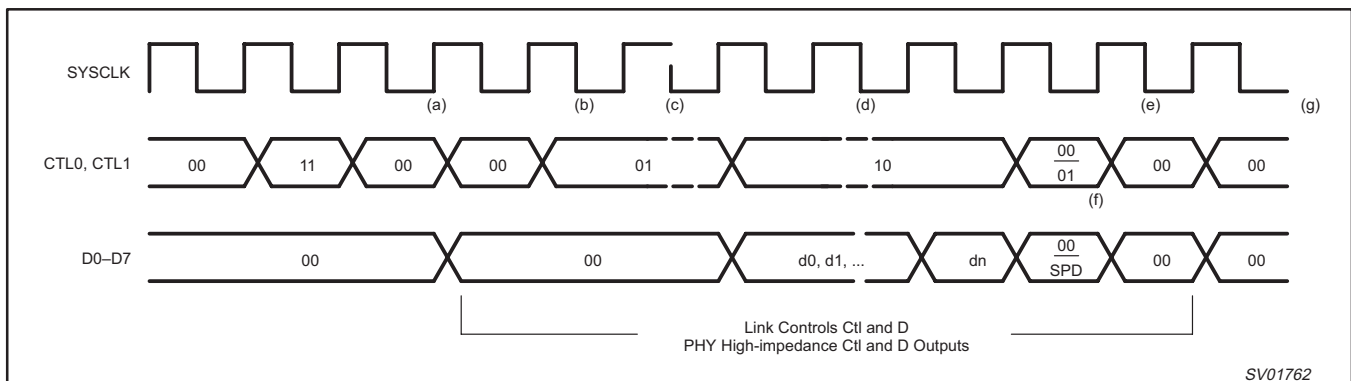 SYSCLK
(a) (b) (c) (d) (e) (g)
CTL0, CTL1 00 11 00 00 01 10 00 00 00
01
(f)
D0–D7 00 00 d0, d1, ... dn 00 00 00
SPD
Link Controls Ctl and D
PHY High-impedance Ctl and D Outputs
SV01762